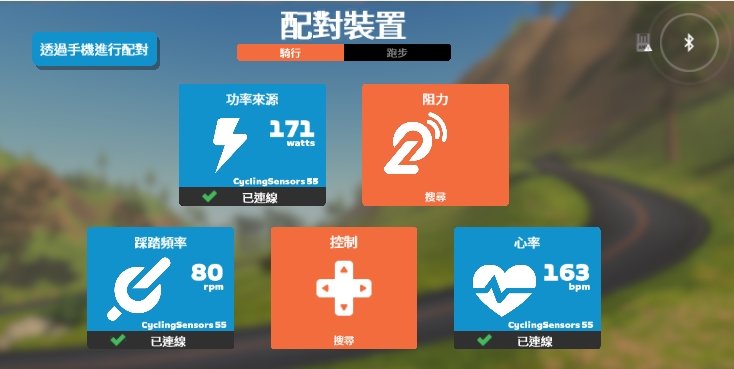 配對裝置
透過手機進行配對
騎行
跑步
功率來源
171
watts
CyclingSensors 55
已連線
阻力
搜尋
踩踏頻率
80
rpm
CyclingSensors 55
已連線
控制
搜尋
心率
163
bpm
CyclingSensors 55
已連線